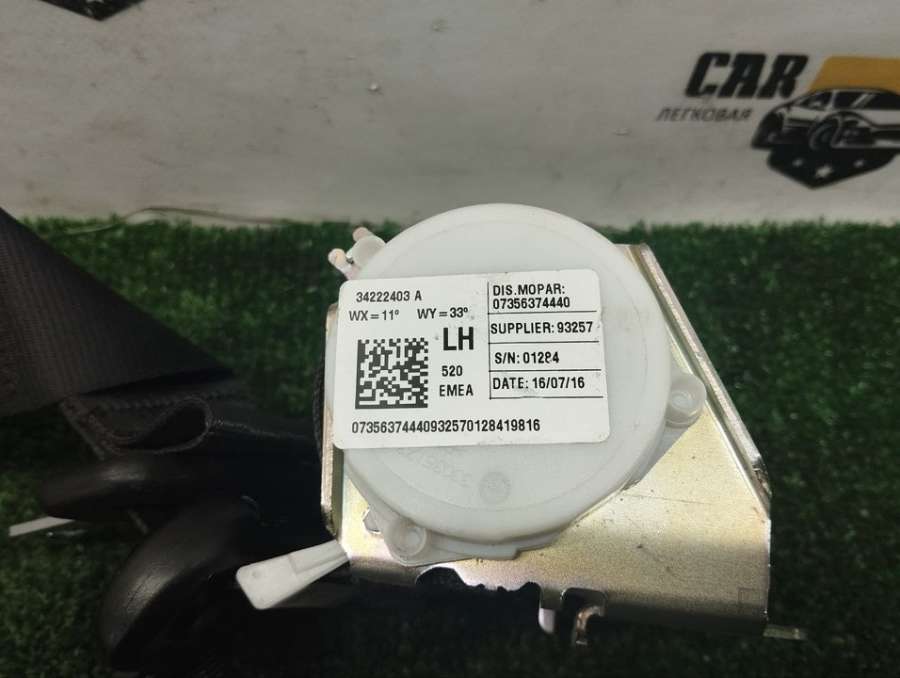 CAR
ЛЕГКОВАЯ
34222403 A
WX = 11° WY = 33°
LH
520
EMEA
DIS.MOPAR:
07356374440
SUPPLIER: 93257
S/N: 01284
DATE: 16/07/16
07356374440932570128419816